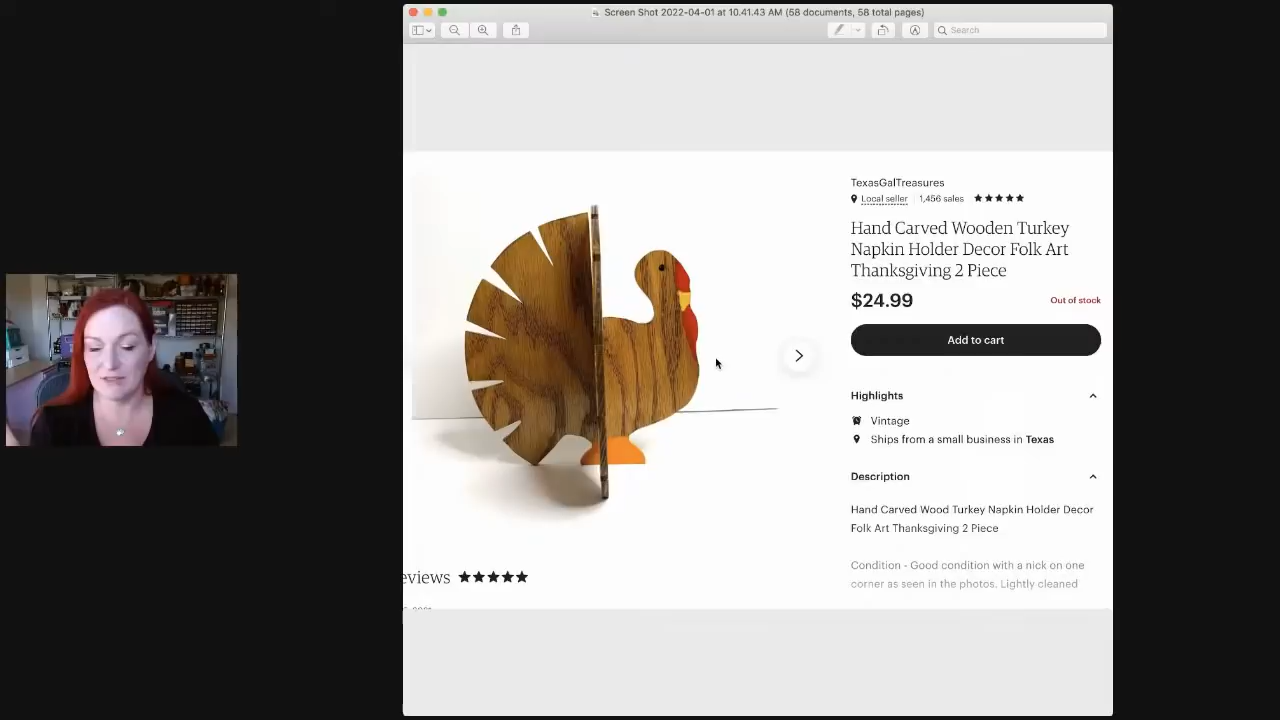 Screen Shot 2022-04-01 at 10.41.43 AM (58 documents, 58 total pages)
Search
TexasGalTreasures
Local seller | 1,456 sales ★★★★★
Hand Carved Wooden Turkey
Napkin Holder Decor Folk Art
Thanksgiving 2 Piece
$24.99
Out of stock
Add to cart
Highlights
Vintage
Ships from a small business in Texas
Description
Hand Carved Wood Turkey Napkin Holder Decor
Folk Art Thanksgiving 2 Piece
Condition - Good condition with a nick on one
corner as seen in the photos. Lightly cleaned
eviews ★★★★★